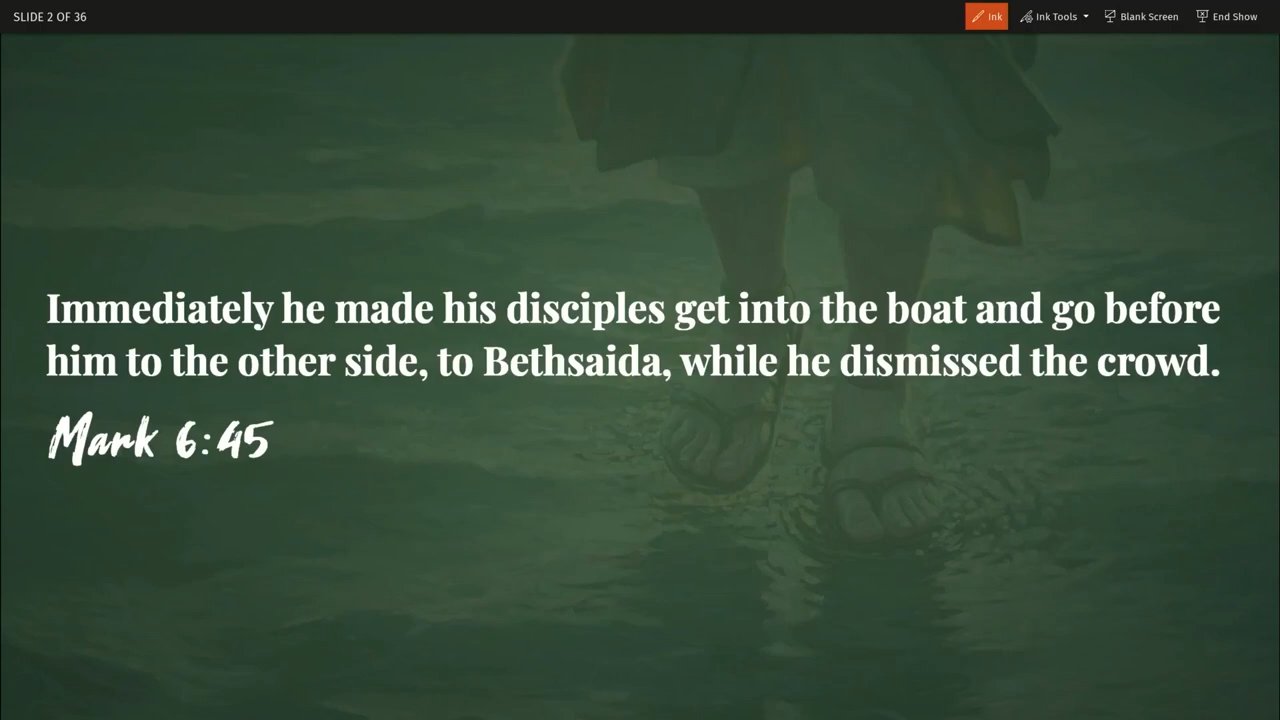 SLIDE 2 OF 36
Ink
Ink Tools
Blank Screen
End Show
Immediately he made his disciples get into the boat and go before
him to the other side, to Bethsaida, while he dismissed the crowd.
Mark 6:45